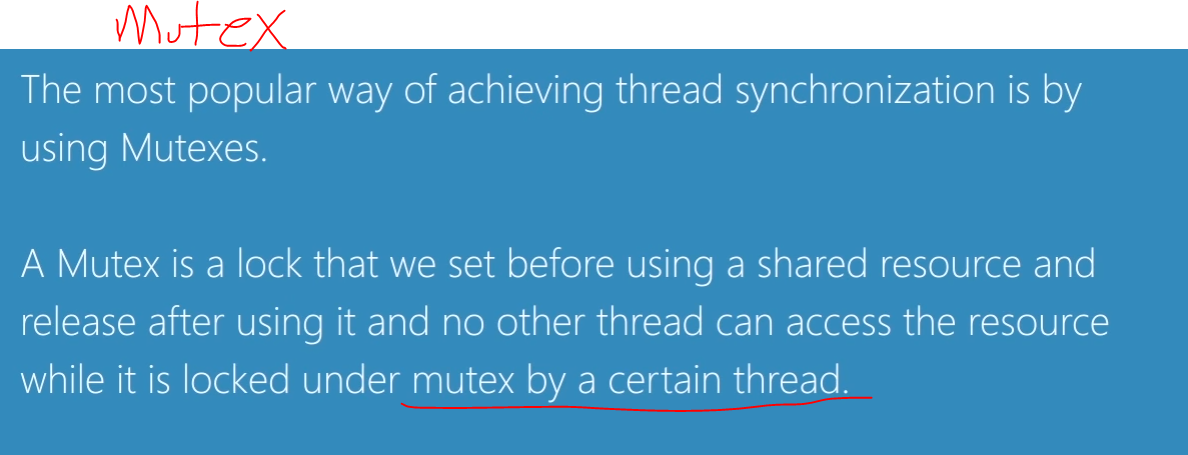 Mutex
The most popular way of achieving thread synchronization is by
using Mutexes.
A Mutex is a lock that we set before using a shared resource and
release after using it and no other thread can access the resource
while it is locked under mutex by a certain thread.